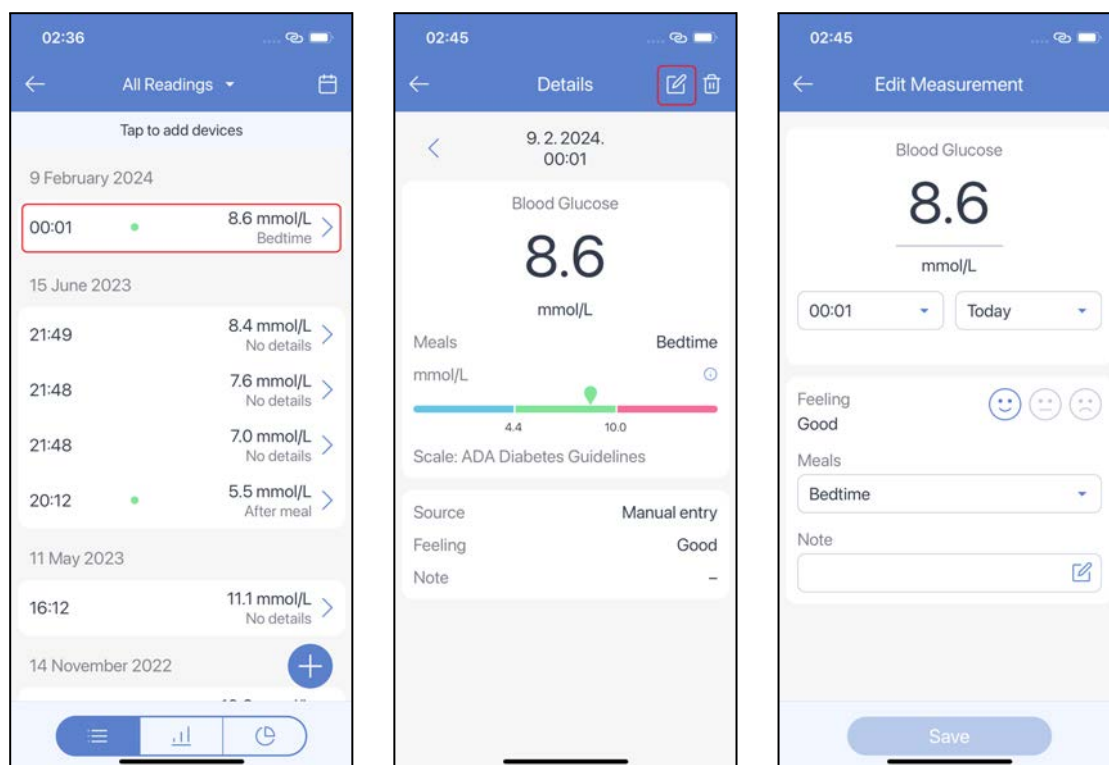 02:36
All Readings
Tap to add devices
9 February 2024
00:01 8.6 mmol/L
Bedtime
15 June 2023
21:49 8.4 mmol/L
No details
21:48 7.6 mmol/L
No details
21:48 7.0 mmol/L
No details
20:12 5.5 mmol/L
After meal
11 May 2023
16:12 11.1 mmol/L
No details
14 November 2022
02:45
Details
9. 2. 2024.
00:01
Blood Glucose
8.6
mmol/L
Meals Bedtime
mmol/L
4.4 10.0
Scale: ADA Diabetes Guidelines
Source Manual entry
Feeling Good
Note –
02:45
Edit Measurement
Blood Glucose
8.6
mmol/L
00:01 Today
Feeling
Good
Meals
Bedtime
Note
Save